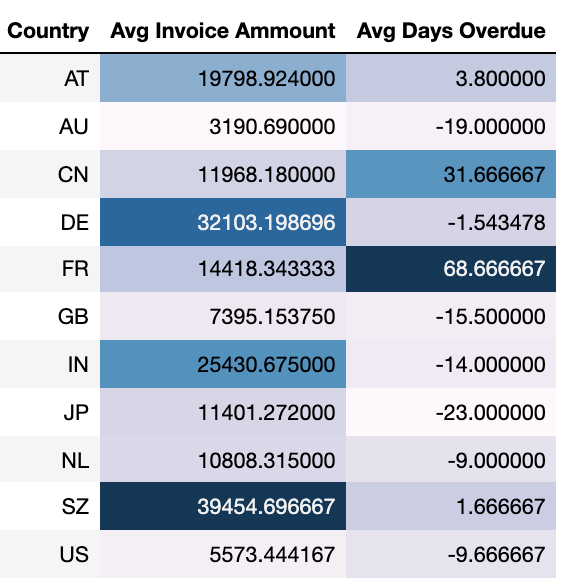 Country Avg Invoice Ammount Avg Days Overdue
AT 19798.924000 3.800000
AU 3190.690000 -19.000000
CN 11968.180000 31.666667
DE 32103.198696 -1.543478
FR 14418.343333 68.666667
GB 7395.153750 -15.500000
IN 25430.675000 -14.000000
JP 11401.272000 -23.000000
NL 10808.315000 -9.000000
SZ 39454.696667 1.666667
US 5573.444167 -9.666667